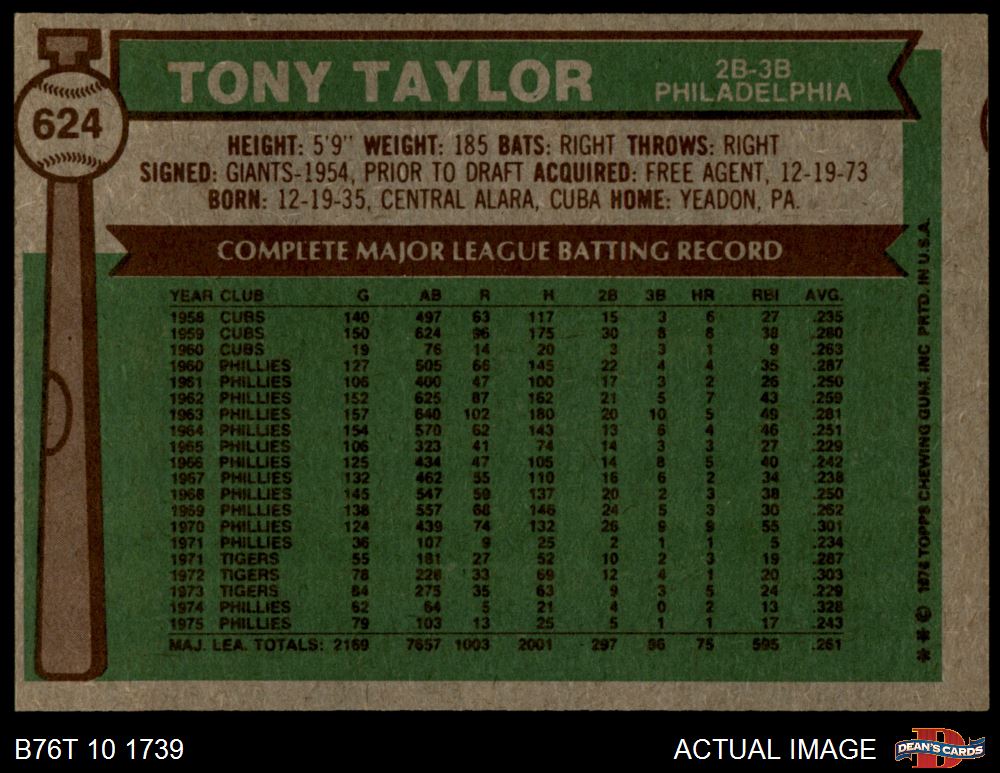 624
TONY TAYLOR
2B-3B
PHILADELPHIA
HEIGHT: 5'9" WEIGHT: 185 BATS: RIGHT THROWS: RIGHT
SIGNED: GIANTS-1954, PRIOR TO DRAFT ACQUIRED: FREE AGENT, 12-19-73
BORN: 12-19-35, CENTRAL ALARA, CUBA HOME: YEADON, PA.
COMPLETE MAJOR LEAGUE BATTING RECORD
YEAR CLUB G AB R H 2B 3B HR RBI AVG.
1958 CUBS 140 497 63 117 15 3 6 27 .235
1959 CUBS 150 624 96 175 30 8 8 38 .280
1960 CUBS 19 76 14 20 3 3 1 9 .263
1960 PHILLIES 127 505 66 145 22 4 4 35 .287
1961 PHILLIES 106 400 47 100 17 3 2 26 .250
1962 PHILLIES 152 625 87 162 21 5 7 43 .259
1963 PHILLIES 157 640 102 180 20 10 5 49 .281
1964 PHILLIES 154 570 62 143 13 6 4 46 .251
1965 PHILLIES 106 323 41 74 14 3 3 27 .229
1966 PHILLIES 125 434 47 105 14 8 5 40 .242
1967 PHILLIES 132 462 55 110 16 6 2 34 .238
1968 PHILLIES 145 547 59 137 20 2 3 38 .250
1969 PHILLIES 138 557 68 146 24 5 3 30 .262
1970 PHILLIES 124 439 74 132 26 9 9 55 .301
1971 PHILLIES 36 107 9 25 2 1 1 5 .234
1971 TIGERS 55 181 27 52 10 2 3 19 .287
1972 TIGERS 78 228 33 69 12 4 1 20 .303
1973 TIGERS 84 275 35 63 9 3 5 24 .229
1974 PHILLIES 62 64 5 21 4 0 2 13 .328
1975 PHILLIES 79 103 13 25 5 1 1 17 .243
MAJ. LEA. TOTALS: 2169 7657 1003 2001 297 86 75 595 .261
** © 1976 TOPPS CHEWING GUM, INC PRTD. IN U.S.A.
B76T 10 1739
ACTUAL IMAGE
D
DEAN'S CARDS